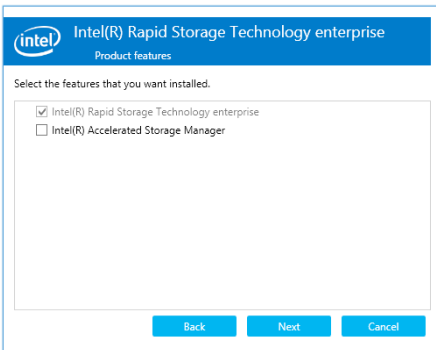 intel
Intel(R) Rapid Storage Technology enterprise
Product features
Select the features that you want installed.
Intel(R) Rapid Storage Technology enterprise
Intel(R) Accelerated Storage Manager
Back Next Cancel